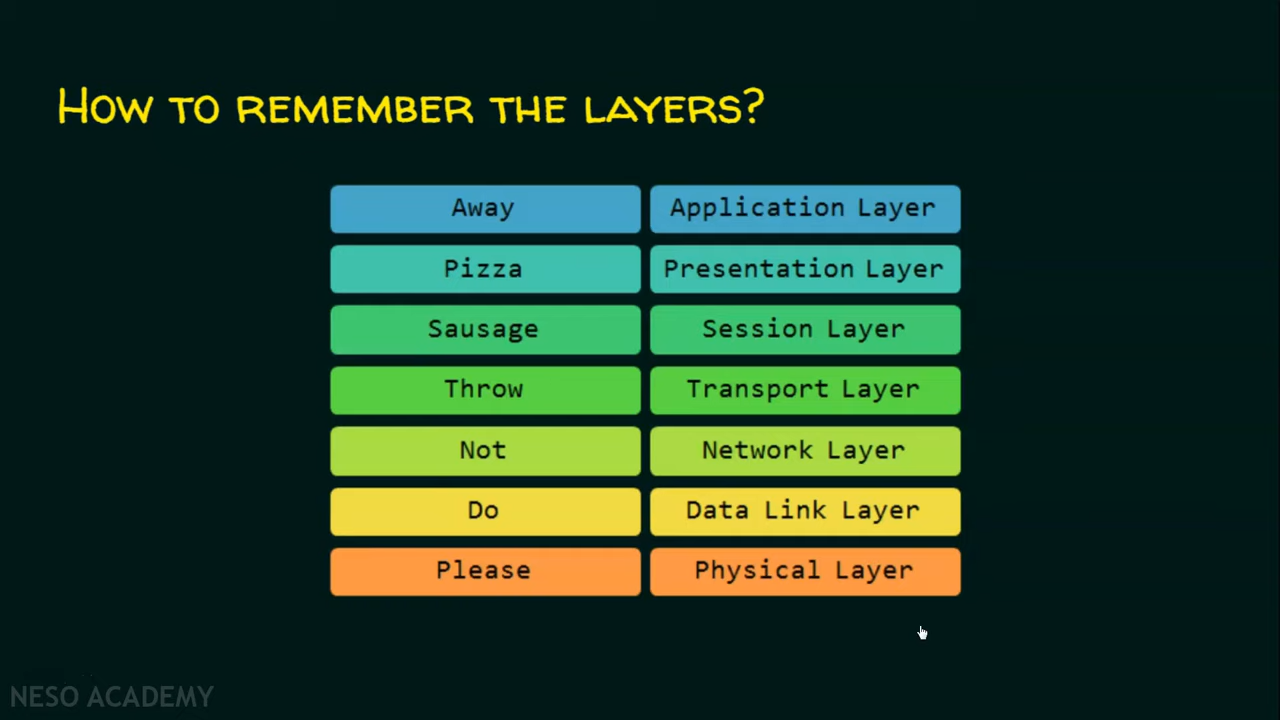 How to remember the layers?
Away Application Layer
Pizza Presentation Layer
Sausage Session Layer
Throw Transport Layer
Not Network Layer
Do Data Link Layer
Please Physical Layer
NESO ACADEMY